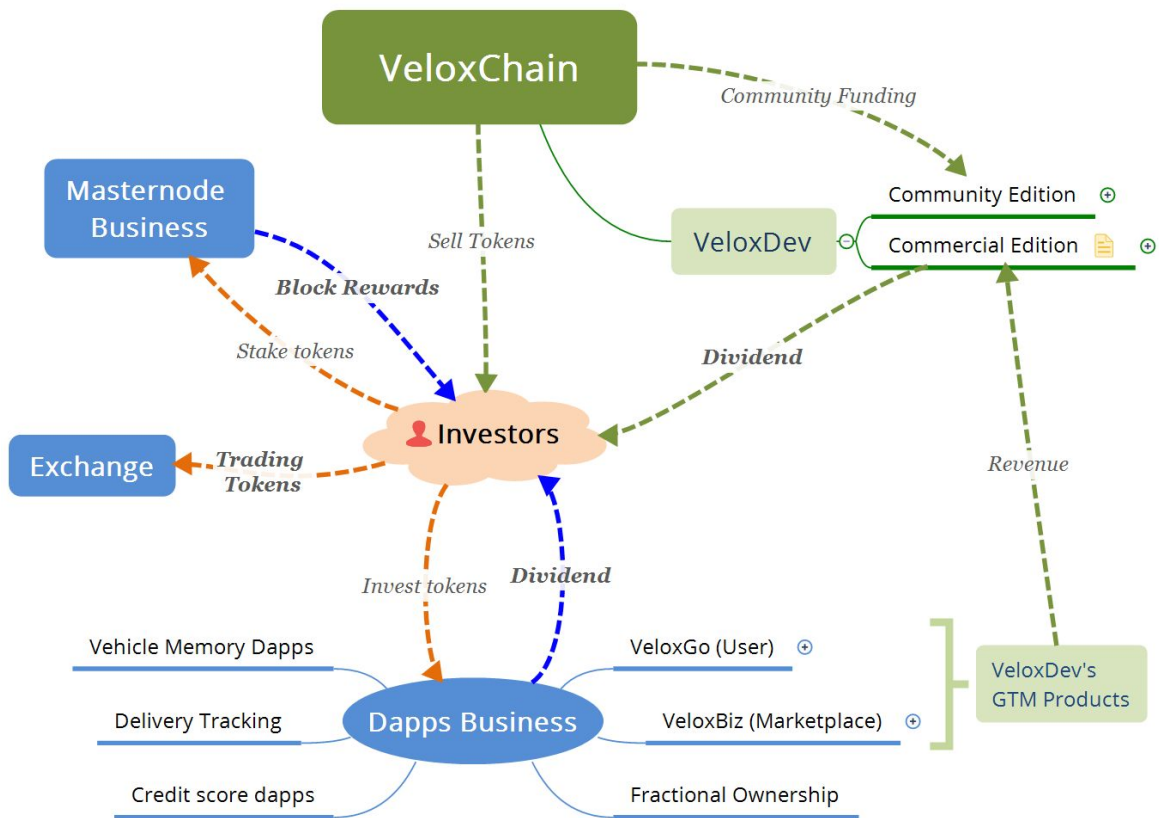 VeloxChain
Community Funding
Masternode
Business
Community Edition
Sell Tokens
VeloxDev
Commercial Edition
Block Rewards
Stake tokens
Dividend
Investors
Exchange
Trading
Tokens
Revenue
Invest tokens
Dividend
Vehicle Memory Dapps
VeloxGo (User)
VeloxDev's
GTM Products
Delivery Tracking
Dapps Business
VeloxBiz (Marketplace)
Credit score dapps
Fractional Ownership